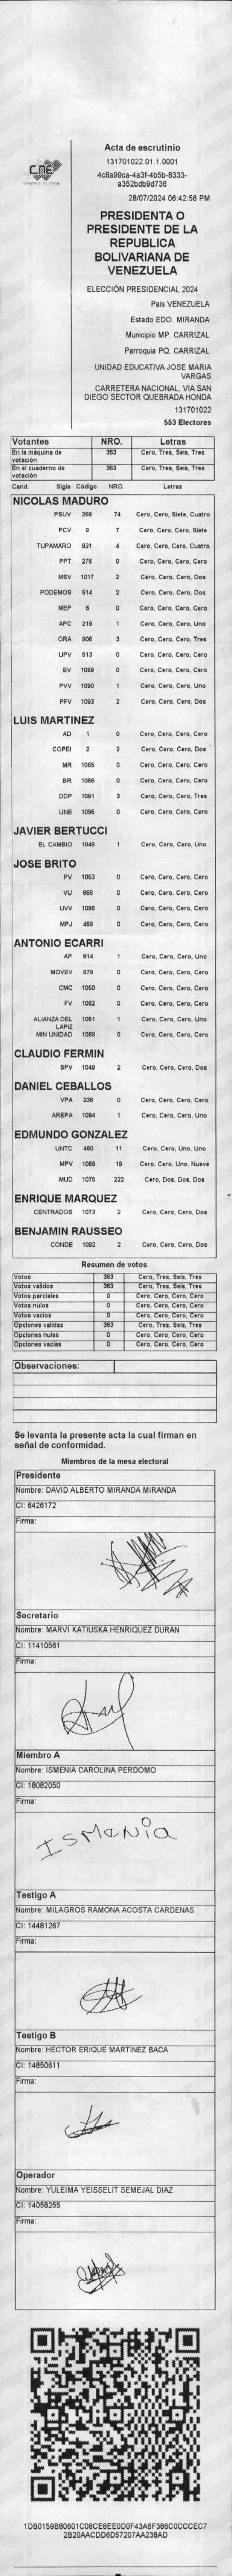 CNE
Acta de escrutinio
131701022.01.1.0001
4c8a99ca-4a3f-4b5b-8333-
a352bdb9d736
28/07/2024 06:42:56 PM
PRESIDENTA O
PRESIDENTE DE LA
REPUBLICA
BOLIVARIANA DE
VENEZUELA
ELECCIÓN PRESIDENCIAL 2024
Pais VENEZUELA
Estado EDO. MIRANDA
Municipio MP. CARRIZAL
Parroquia PQ. CARRIZAL
UNIDAD EDUCATIVA JOSE MARIA
VARGAS
CARRETERA NACIONAL. VIA SAN
DIEGO SECTOR QUEBRADA HONDA
131701022
553 Electores
Votantes NRO. Letras
En la máquina de votación 363 Cero, Tres, Seis, Tres
En el cuaderno de votación 363 Cero, Tres, Seis, Tres
Cand. Sigla Código NRO. Letras
NICOLAS MADURO
PSUV 269 74 Cero, Cero, Siete, Cuatro
PCV 9 7 Cero, Cero, Cero, Siete
TUPAMARO 931 4 Cero, Cero, Cero, Cuatro
PPT 276 0 Cero, Cero, Cero, Cero
MSV 1017 2 Cero, Cero, Cero, Dos
PODEMOS 514 2 Cero, Cero, Cero, Dos
MEP 6 0 Cero, Cero, Cero, Cero
APC 219 1 Cero, Cero, Cero, Uno
ORA 906 3 Cero, Cero, Cero, Tres
UPV 513 0 Cero, Cero, Cero, Cero
EV 1089 0 Cero, Cero, Cero, Cero
PVV 1090 1 Cero, Cero, Cero, Uno
PFV 1093 2 Cero, Cero, Cero, Dos
LUIS MARTINEZ
AD 1 0 Cero, Cero, Cero, Cero
COPEI 2 2 Cero, Cero, Cero, Dos
MR 1065 0 Cero, Cero, Cero, Cero
BR 1066 0 Cero, Cero, Cero, Cero
DDP 1091 3 Cero, Cero, Cero, Tres
UNE 1095 0 Cero, Cero, Cero, Cero
JAVIER BERTUCCI
EL CAMBIO 1048 1 Cero, Cero, Cero, Uno
JOSE BRITO
PV 1053 0 Cero, Cero, Cero, Cero
VU 958 0 Cero, Cero, Cero, Cero
UVV 1096 0 Cero, Cero, Cero, Cero
MPJ 458 0 Cero, Cero, Cero, Cero
ANTONIO ECARRI
AP 914 1 Cero, Cero, Cero, Uno
MOVEV 979 0 Cero, Cero, Cero, Cero
CMC 1050 0 Cero, Cero, Cero, Cero
FV 1052 0 Cero, Cero, Cero, Cero
ALIANZA DEL LAPIZ 1051 1 Cero, Cero, Cero, Uno
MIN UNIDAD 1068 0 Cero, Cero, Cero, Cero
CLAUDIO FERMIN
SPV 1049 2 Cero, Cero, Cero, Dos
DANIEL CEBALLOS
VPA 236 0 Cero, Cero, Cero, Cero
AREPA 1094 1 Cero, Cero, Cero, Uno
EDMUNDO GONZALEZ
UNTC 460 11 Cero, Cero, Uno, Uno
MPV 1069 19 Cero, Cero, Uno, Nueve
MUD 1075 222 Cero, Dos, Dos, Dos
ENRIQUE MARQUEZ
CENTRADOS 1073 2 Cero, Cero, Cero, Dos
BENJAMIN RAUSSEO
CONDE 1092 2 Cero, Cero, Cero, Dos
Resumen de votos
Votos 363 Cero, Tres, Seis, Tres
Votos validos 363 Cero, Tres, Seis, Tres
Votos parciales 0 Cero, Cero, Cero, Cero
Votos nulos 0 Cero, Cero, Cero, Cero
Votos vacios 0 Cero, Cero, Cero, Cero
Opciones validas 363 Cero, Tres, Seis, Tres
Opciones nulas 0 Cero, Cero, Cero, Cero
Opciones vacias 0 Cero, Cero, Cero, Cero
Observaciones:
Se levanta la presente acta la cual firman en
señal de conformidad.
Miembros de la mesa electoral
Presidente
Nombre: DAVID ALBERTO MIRANDA MIRANDA
CI: 6426172
Firma:
Secretario
Nombre: MARVI KATIUSKA HENRIQUEZ DURAN
CI: 11410561
Firma:
Miembro A
Nombre: ISMENIA CAROLINA PERDOMO
CI: 18082050
Firma:
ISMENIA
Testigo A
Nombre: MILAGROS RAMONA ACOSTA CARDENAS
CI: 14481267
Firma:
Testigo B
Nombre: HECTOR ERIQUE MARTINEZ BACA
CI: 14850611
Firma:
Operador
Nombre: YULEIMA YEISSELIT SEMEJAL DIAZ
CI: 14058255
Firma:
1DB0159B80601C08CE8EE0D0F43A6F386C0CCCEC7
2B20AACDD6D57207AA238AD